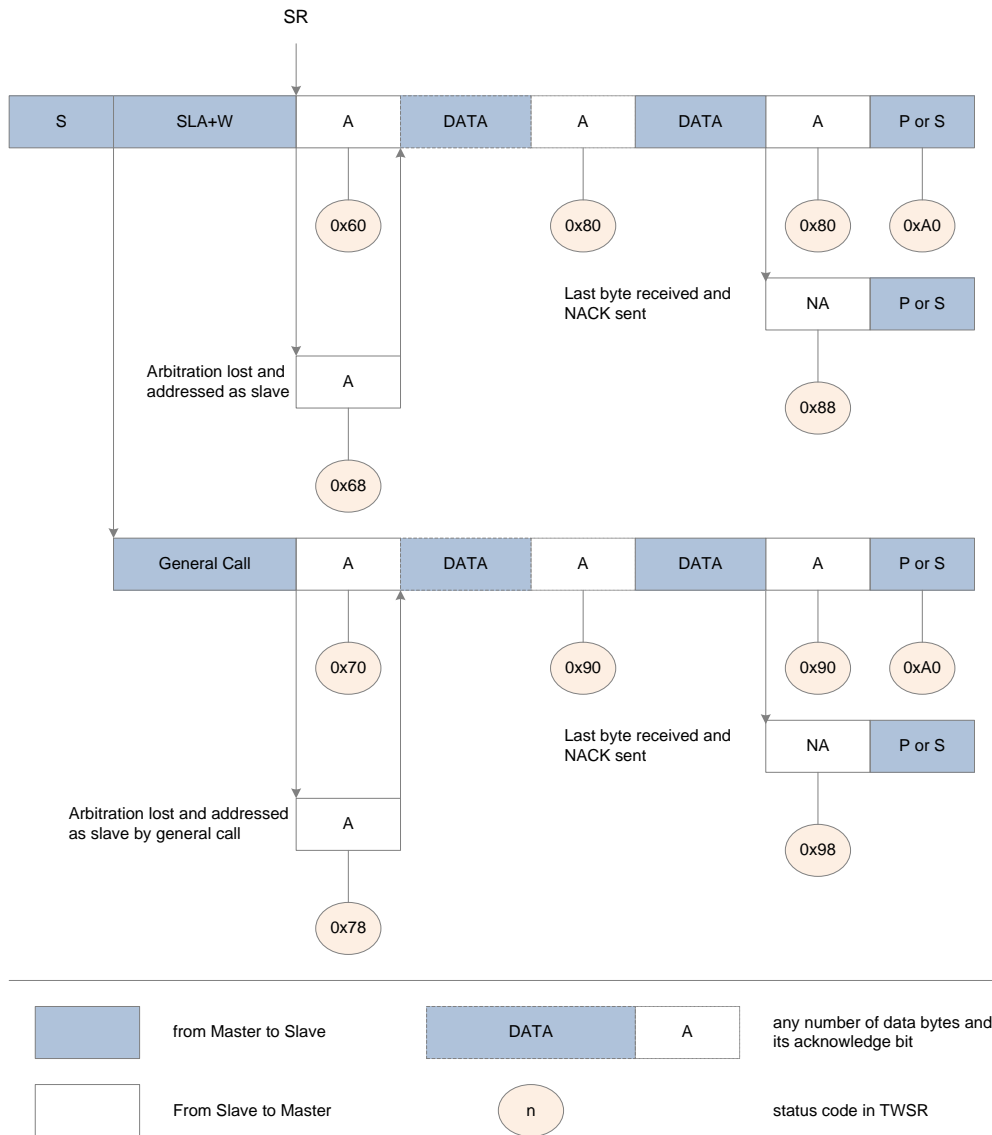 SR
S SLA+W A DATA A DATA A P or S
0x60 0x80 0x80 0xA0
Last byte received and
NACK sent
NA P or S
Arbitration lost and
addressed as slave
A
0x88
0x68
General Call A DATA A DATA A P or S
0x70 0x90 0x90 0xA0
Last byte received and
NACK sent
NA P or S
Arbitration lost and addressed
as slave by general call
A
0x98
0x78
from Master to Slave
DATA A
any number of data bytes and
its acknowledge bit
From Slave to Master
n
status code in TWSR